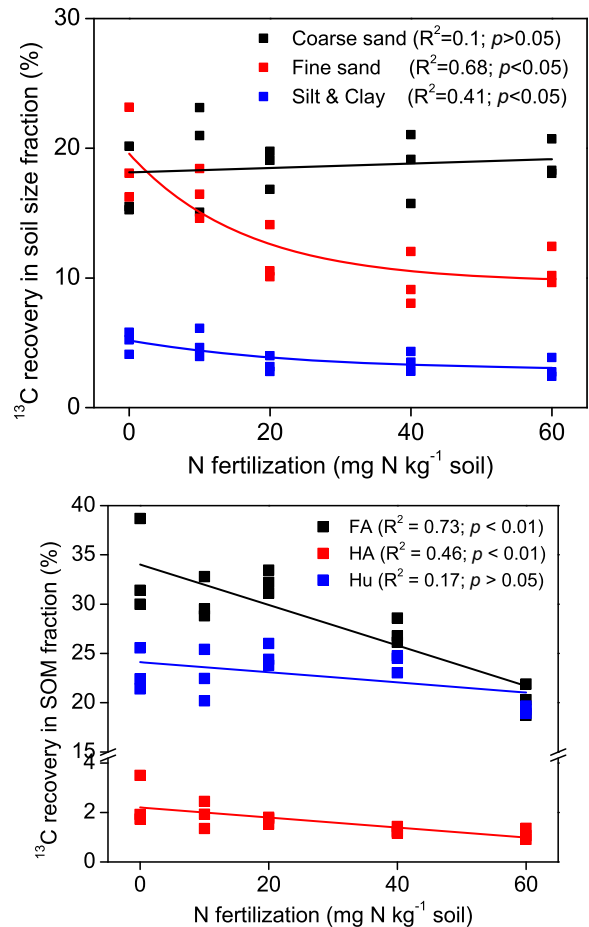 30
20
10
0
¹³C recovery in soil size fraction (%)
Coarse sand (R²=0.1; p>0.05)
Fine sand (R²=0.68; p<0.05)
Silt & Clay (R²=0.41; p<0.05)
0 20 40 60
N fertilization (mg N kg⁻¹ soil)
40
35
30
25
20
15
4
2
0
¹³C recovery in SOM fraction (%)
FA (R² = 0.73; p < 0.01)
HA (R² = 0.46; p < 0.01)
Hu (R² = 0.17; p > 0.05)
0 20 40 60
N fertilization (mg N kg⁻¹ soil)